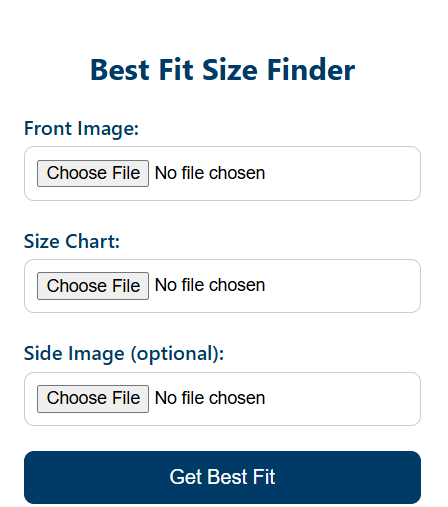 Best Fit Size Finder
Front Image:
Choose File No file chosen
Size Chart:
Choose File No file chosen
Side Image (optional):
Choose File No file chosen
Get Best Fit